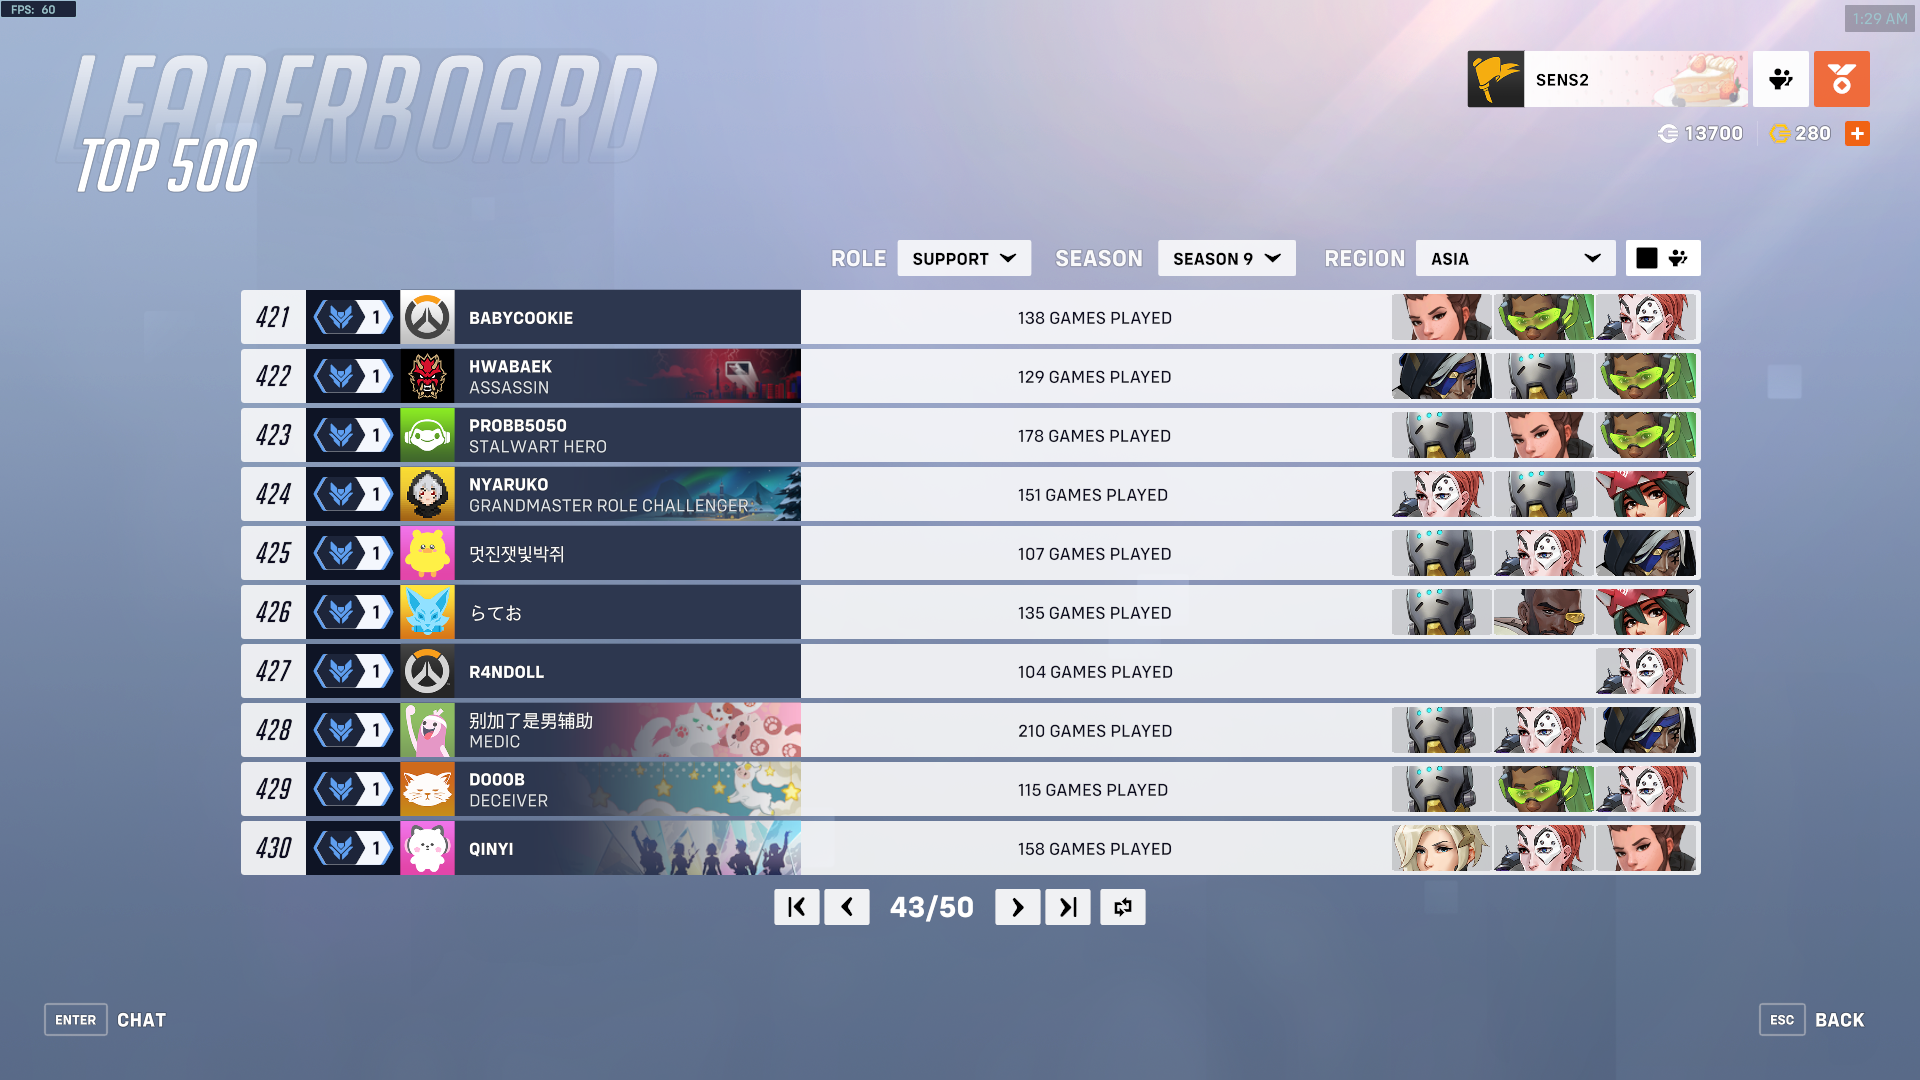 FPS: 60
1:29 AM
LEADERBOARD
TOP 500
SENS2
13700
280
ROLE SUPPORT SEASON SEASON 9 REGION ASIA
421 1 BABYCOOKIE 138 GAMES PLAYED
422 1 HWABAEK 129 GAMES PLAYED
ASSASSIN
423 1 PROBB5050 178 GAMES PLAYED
STALWART HERO
424 1 NYARUKO 151 GAMES PLAYED
GRANDMASTER ROLE CHALLENGER
425 1 멋진잿빛박쥐 107 GAMES PLAYED
426 1 らてお 135 GAMES PLAYED
427 1 R4NDOLL 104 GAMES PLAYED
428 1 别加了是男辅助 210 GAMES PLAYED
MEDIC
429 1 DOOOB 115 GAMES PLAYED
DECEIVER
430 1 QINYI 158 GAMES PLAYED
43/50
ENTER CHAT
ESC BACK